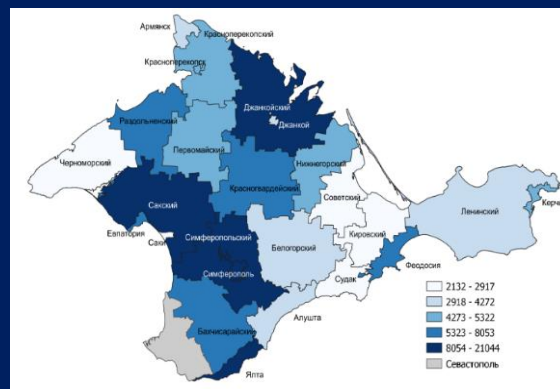 Армянск
Красноперекопский
Красноперекопск
Джанкойский
Джанкой
Раздольненский
Первомайский
Нижнегорский
Черноморский
Красногвардейский
Советский
Сакский
Ленинский
Керчь
Евпатория
Саки
Симферопольский
Симферополь
Белогорский
Кировский
Феодосия
Судак
Алушта
Бахчисарайский
Ялта
2132 - 2917
2918 - 4272
4273 - 5322
5323 - 8053
8054 - 21044
Севастополь